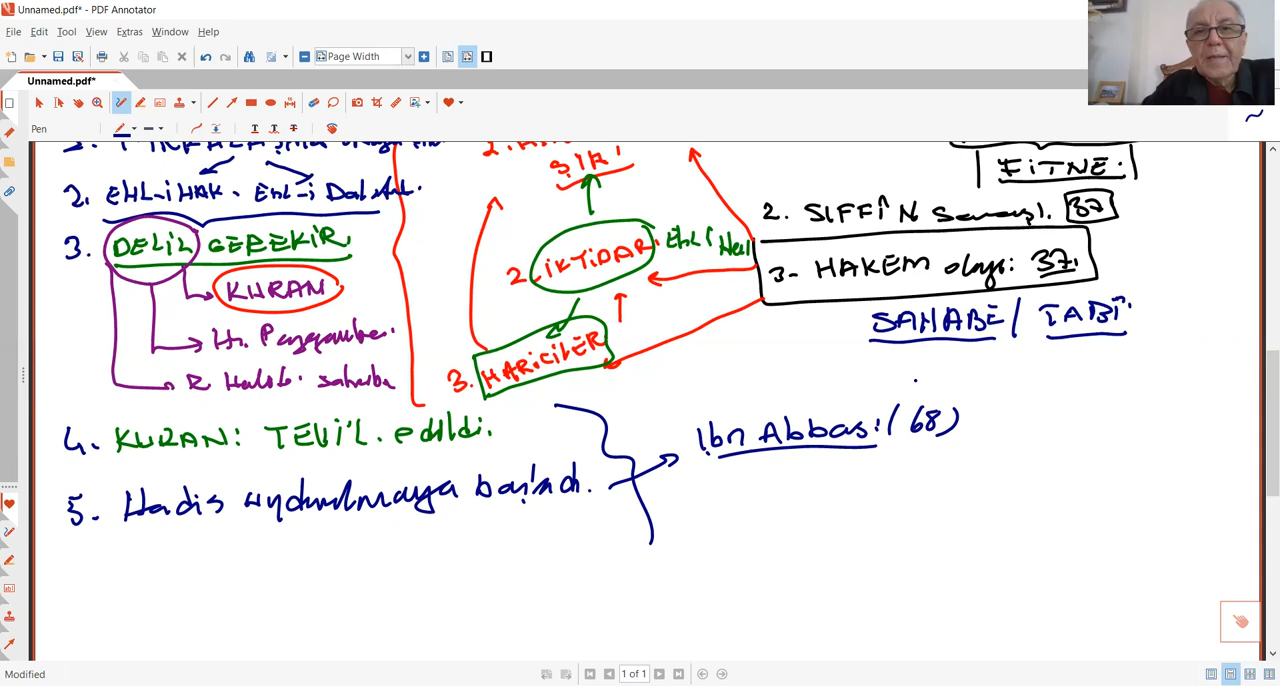 Unnamed.pdf* - PDF Annotator
File Edit Tool View Extras Window Help
Page Width
Unnamed.pdf*
Pen
2. EHL-i HAK - EHL-i Dalalet.
3. DELİL GEREKİR
KURAN
Hz. Peygamber.
R. Halife. sahabe
4. KURAN: TEVİL edildi.
5. Hadis uydurulmaya başladı.
ŞİRİ
2. İKTİDAR. Ehl-i Hal
3. HARİCİLER
FİTNE.
2. SIFFÎN Savaşı. 37
3- HAKEM olayı: 37.
SAHABE / TABİÎ.
İbn Abbas: (68)
1 of 1
Modified